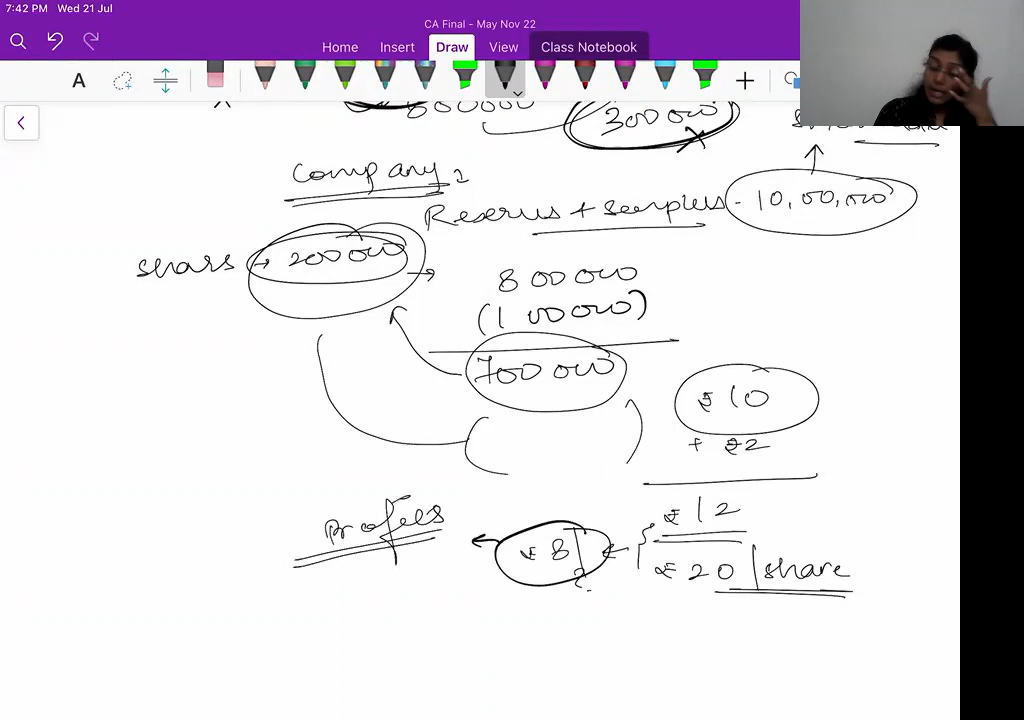 7:42 PM Wed 21 Jul
CA Final - May Nov 22
Home Insert Draw View Class Notebook
A
800000
300000
Company
Reserves + surplus - 10,00,000
shares → 200000
800000
(100000)
700000
₹10
+ ₹2
₹12
Profits
₹8
₹20 / share